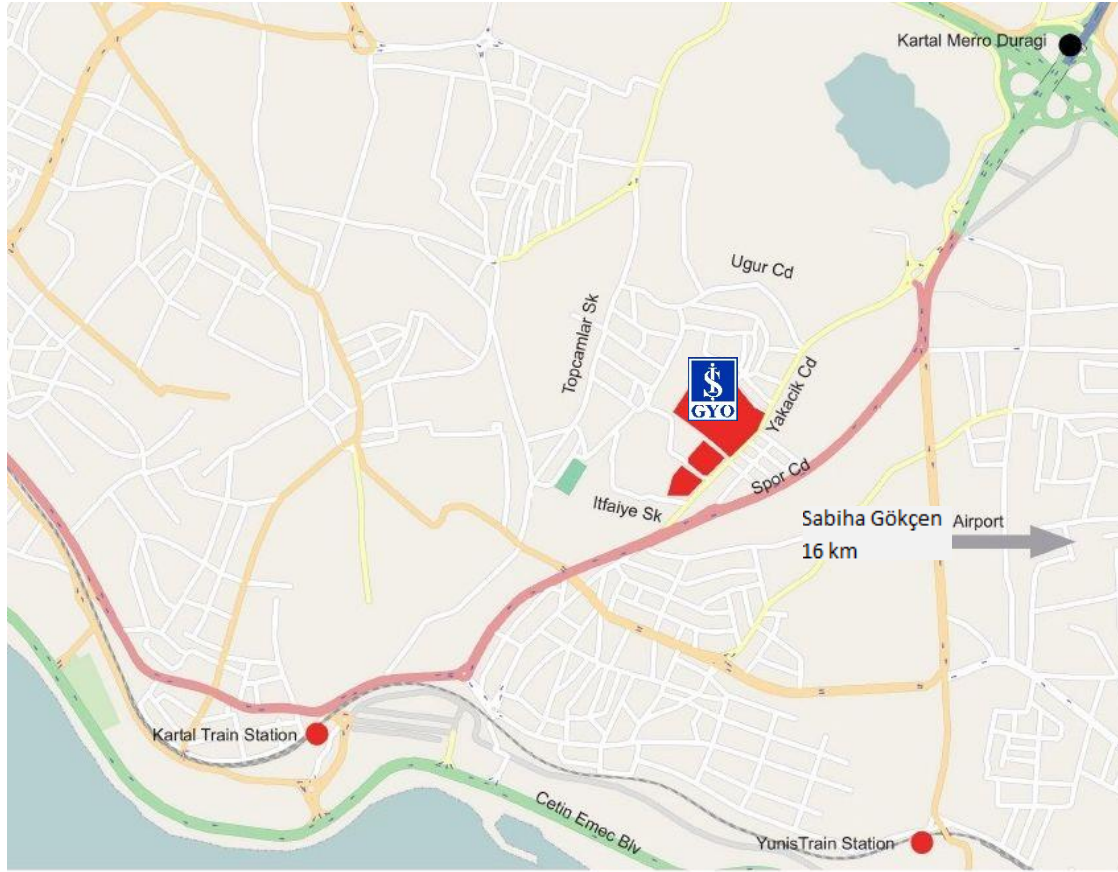 Kartal Merro Duragi
Ugur Cd
Topcamlar Sk
İŞ
GYO
Yakacik Cd
Spor Cd
Itfaiye Sk
Sabiha Gökçen
Airport
16 km
Kartal Train Station
Cetin Emec Blv
YunisTrain Station